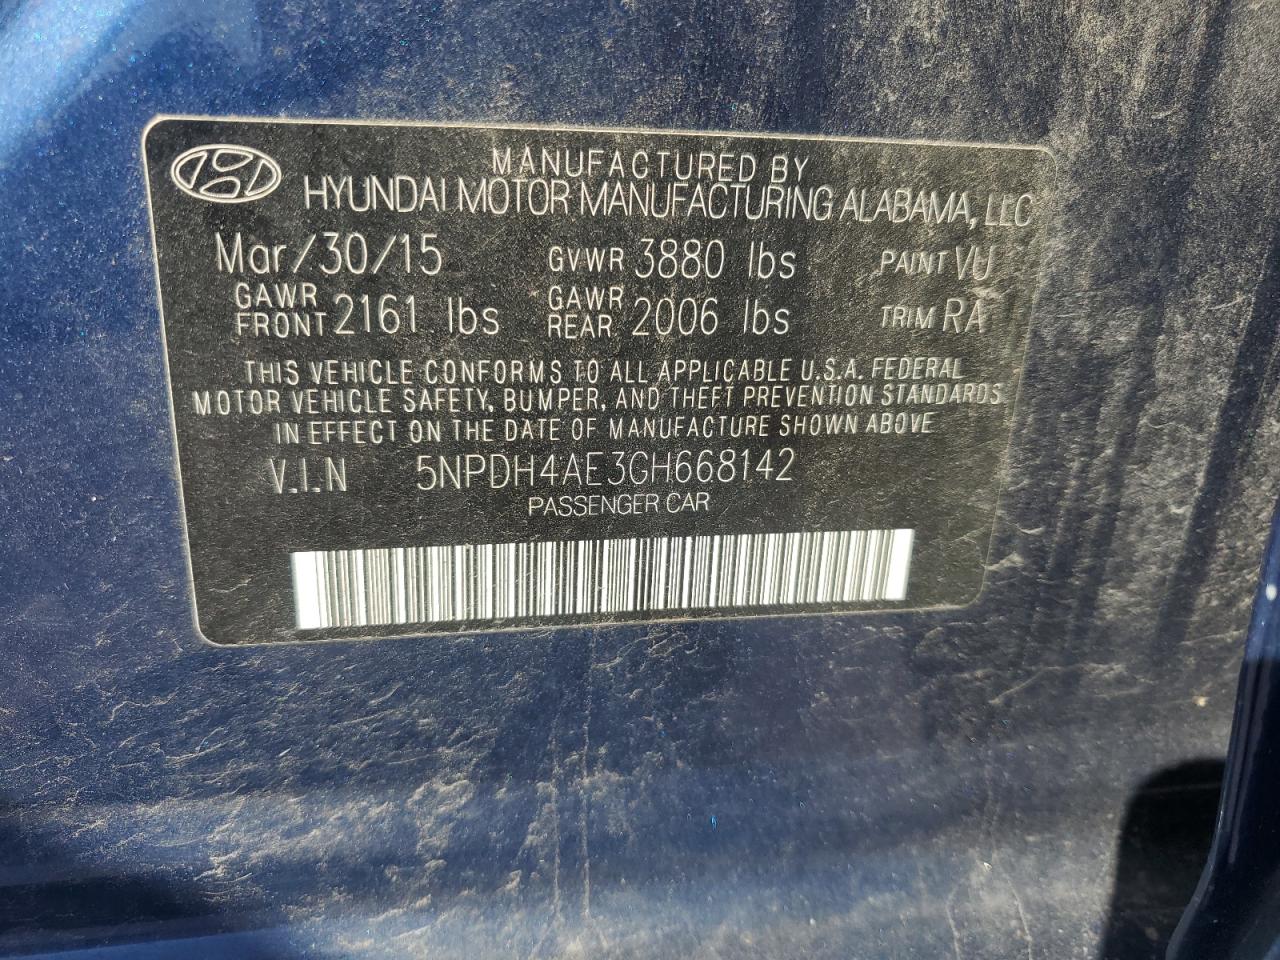 MANUFACTURED BY
HYUNDAI MOTOR MANUFACTURING ALABAMA, LLC
Mar/30/15 GVWR 3880 lbs PAINT VU
GAWR FRONT 2161 lbs GAWR REAR 2006 lbs TRIM RA
THIS VEHICLE CONFORMS TO ALL APPLICABLE U.S.A. FEDERAL
MOTOR VEHICLE SAFETY, BUMPER, AND THEFT PREVENTION STANDARDS
IN EFFECT ON THE DATE OF MANUFACTURE SHOWN ABOVE
V.I.N 5NPDH4AE3GH668142
PASSENGER CAR